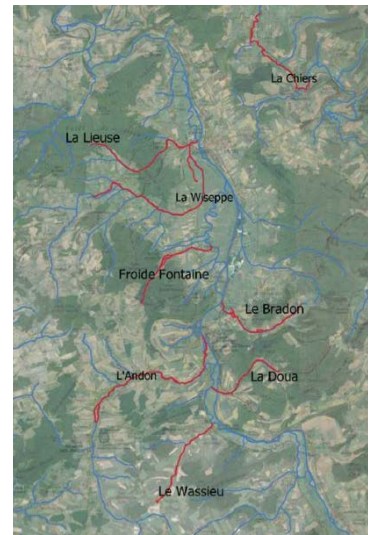 La Chiers
La Lieuse
La Wiseppe
Froide Fontaine
Le Bradon
L'Andon
La Doua
Le Wassieu